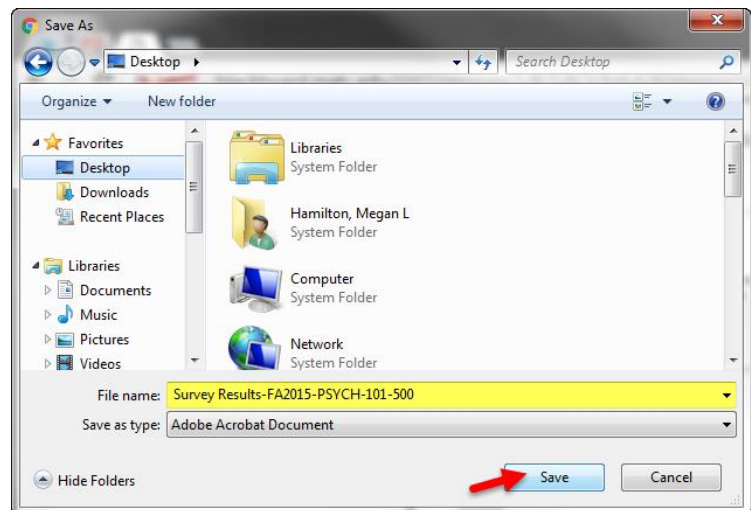 Save As
Desktop
Search Desktop
Organize
New folder
Favorites
Desktop
Downloads
Recent Places
Libraries
Documents
Music
Pictures
Videos
Libraries
System Folder
Hamilton, Megan L
System Folder
Computer
System Folder
Network
System Folder
File name: Survey Results-FA2015-PSYCH-101-500
Save as type: Adobe Acrobat Document
Hide Folders
Save
Cancel